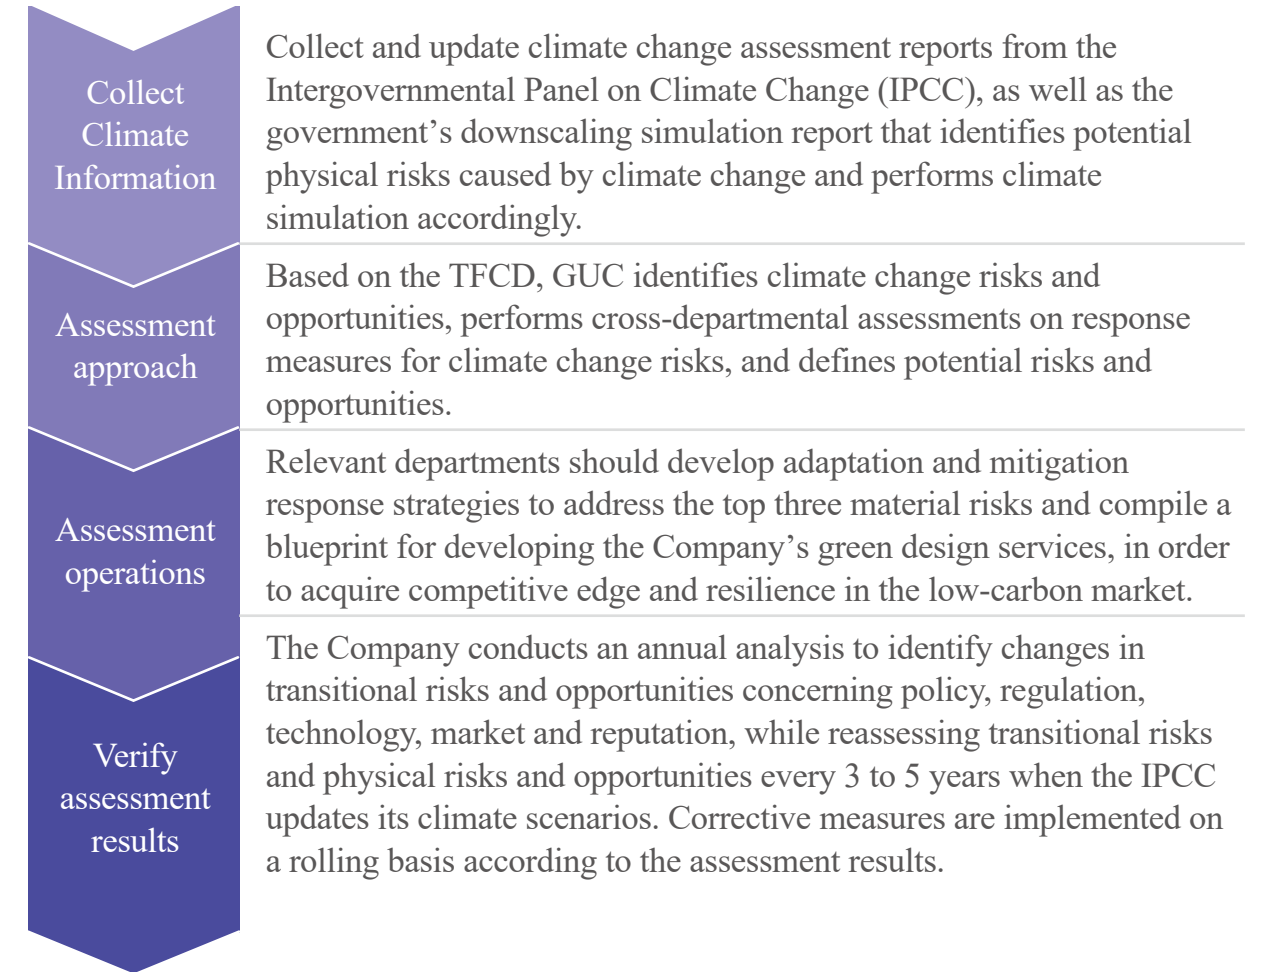 Collect
Climate
Information
Collect and update climate change assessment reports from the
Intergovernmental Panel on Climate Change (IPCC), as well as the
government’s downscaling simulation report that identifies potential
physical risks caused by climate change and performs climate
simulation accordingly.
Assessment
approach
Based on the TFCD, GUC identifies climate change risks and
opportunities, performs cross-departmental assessments on response
measures for climate change risks, and defines potential risks and
opportunities.
Assessment
operations
Relevant departments should develop adaptation and mitigation
response strategies to address the top three material risks and compile a
blueprint for developing the Company’s green design services, in order
to acquire competitive edge and resilience in the low-carbon market.
Verify
assessment
results
The Company conducts an annual analysis to identify changes in
transitional risks and opportunities concerning policy, regulation,
technology, market and reputation, while reassessing transitional risks
and physical risks and opportunities every 3 to 5 years when the IPCC
updates its climate scenarios. Corrective measures are implemented on
a rolling basis according to the assessment results.